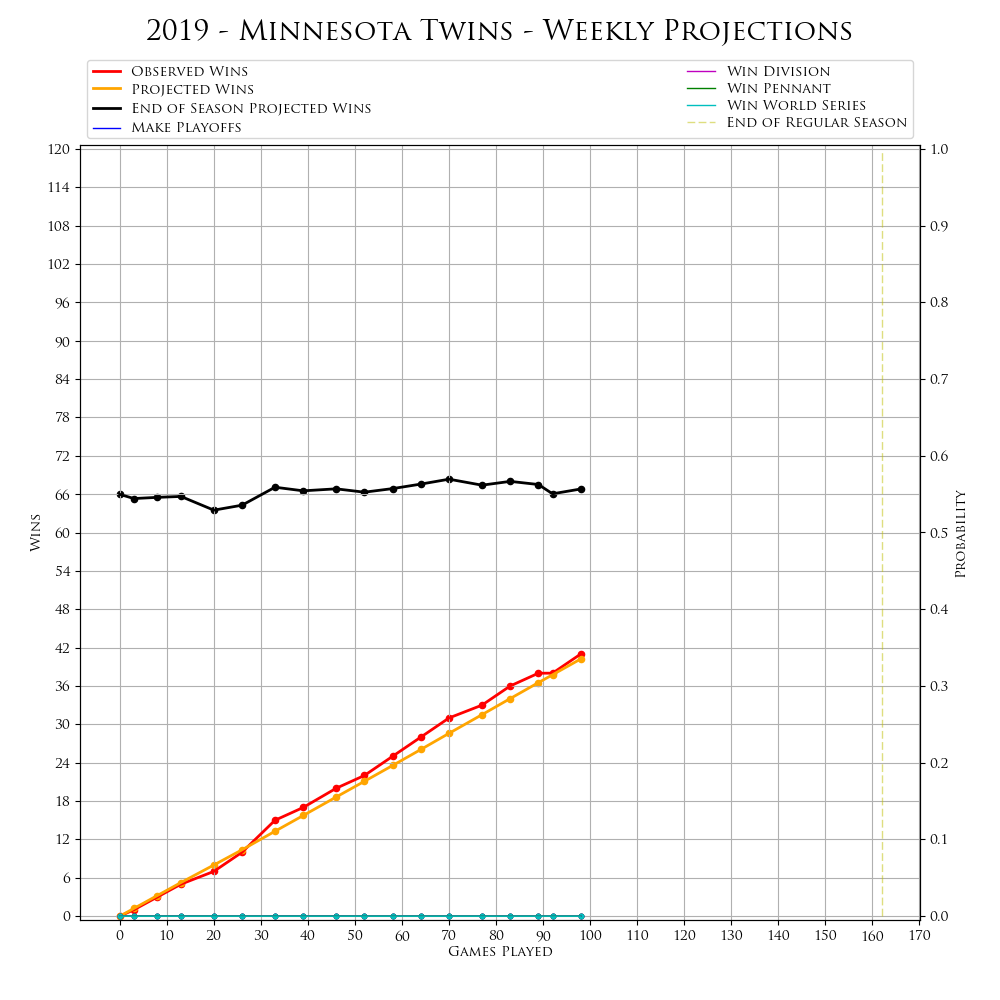 2019 - Minnesota Twins - Weekly Projections
Observed Wins
Projected Wins
End of Season Projected Wins
Make Playoffs
Win Division
Win Pennant
Win World Series
End of Regular Season
120
114
108
102
96
90
84
78
72
66
60
54
48
42
36
30
24
18
12
6
0
Wins
1.0
0.9
0.8
0.7
0.6
0.5
0.4
0.3
0.2
0.1
0.0
Probability
0 10 20 30 40 50 60 70 80 90 100 110 120 130 140 150 160 170
Games Played